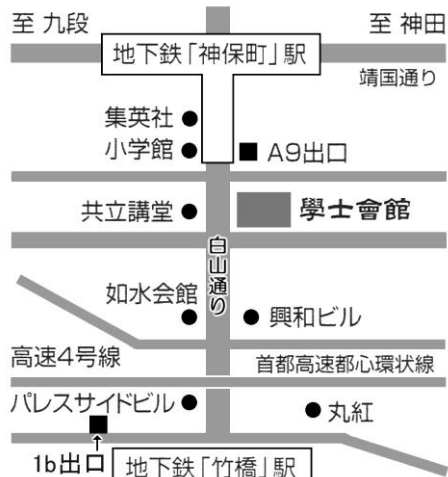 至 九段
至 神田
地下鉄「神保町」駅
靖国通り
集英社
小学館
A9出口
共立講堂
學士會館
白山通り
如水会館
興和ビル
高速4号線
首都高速都心環状線
パレスサイドビル
丸紅
1b出口
地下鉄「竹橋」駅